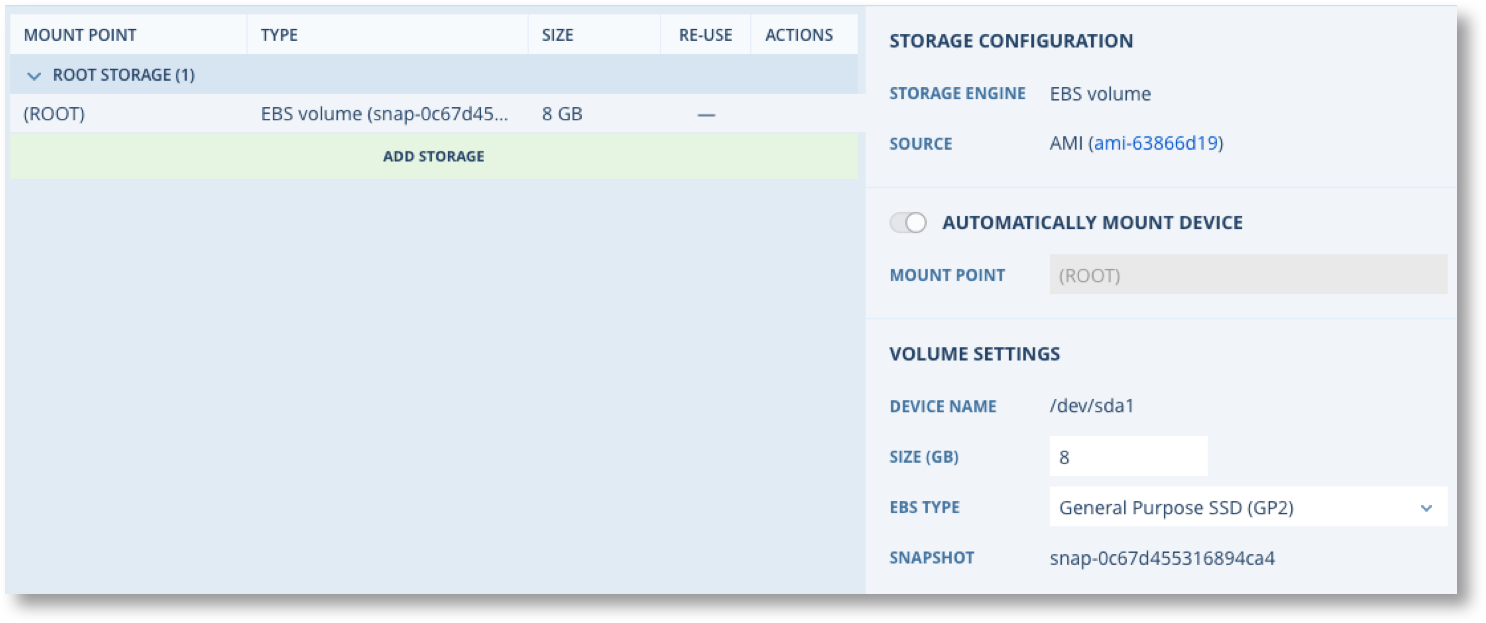 MOUNT POINT TYPE SIZE RE-USE ACTIONS
ROOT STORAGE (1)
(ROOT) EBS volume (snap-0c67d45... 8 GB —
ADD STORAGE
STORAGE CONFIGURATION
STORAGE ENGINE EBS volume
SOURCE AMI (ami-63866d19)
AUTOMATICALLY MOUNT DEVICE
MOUNT POINT (ROOT)
VOLUME SETTINGS
DEVICE NAME /dev/sda1
SIZE (GB) 8
EBS TYPE General Purpose SSD (GP2)
SNAPSHOT snap-0c67d455316894ca4